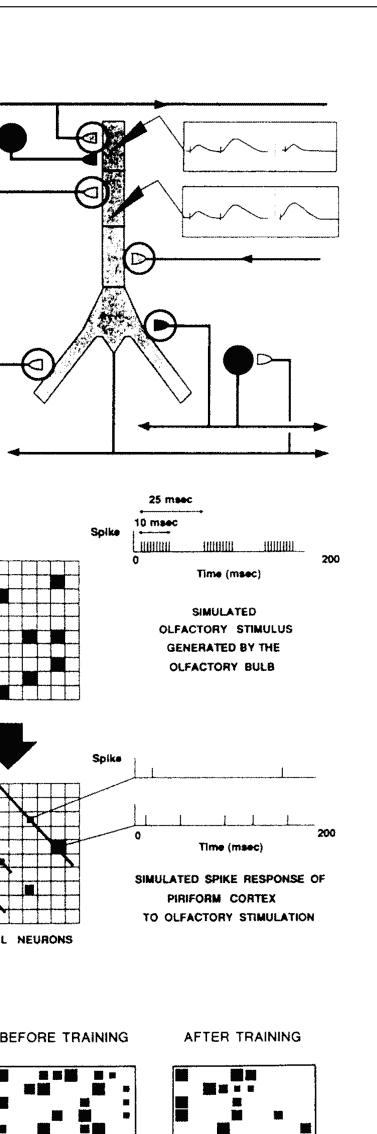 25 msec
10 msec
Spike
0
200
Time (msec)
SIMULATED
OLFACTORY STIMULUS
GENERATED BY THE
OLFACTORY BULB
Spike
0
200
Time (msec)
SIMULATED SPIKE RESPONSE OF
PIRIFORM CORTEX
TO OLFACTORY STIMULATION
L NEURONS
BEFORE TRAINING
AFTER TRAINING